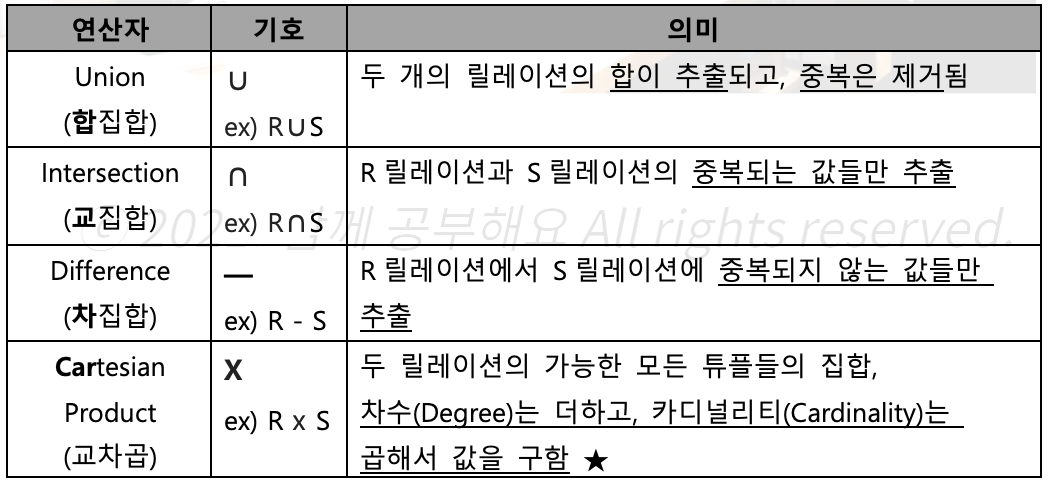 연산자 기호 의미
Union
(합집합)
∪
ex) R∪S
두 개의 릴레이션의 합이 추출되고, 중복은 제거됨
Intersection
(교집합)
∩
ex) R∩S
R 릴레이션과 S 릴레이션의 중복되는 값들만 추출
Difference
(차집합)
—
ex) R - S
R 릴레이션에서 S 릴레이션에 중복되지 않는 값들만
추출
Cartesian
Product
(교차곱)
X
ex) R x S
두 릴레이션의 가능한 모든 튜플들의 집합,
차수(Degree)는 더하고, 카디널리티(Cardinality)는
곱해서 값을 구함 ★
공부해요 All rights reserved.